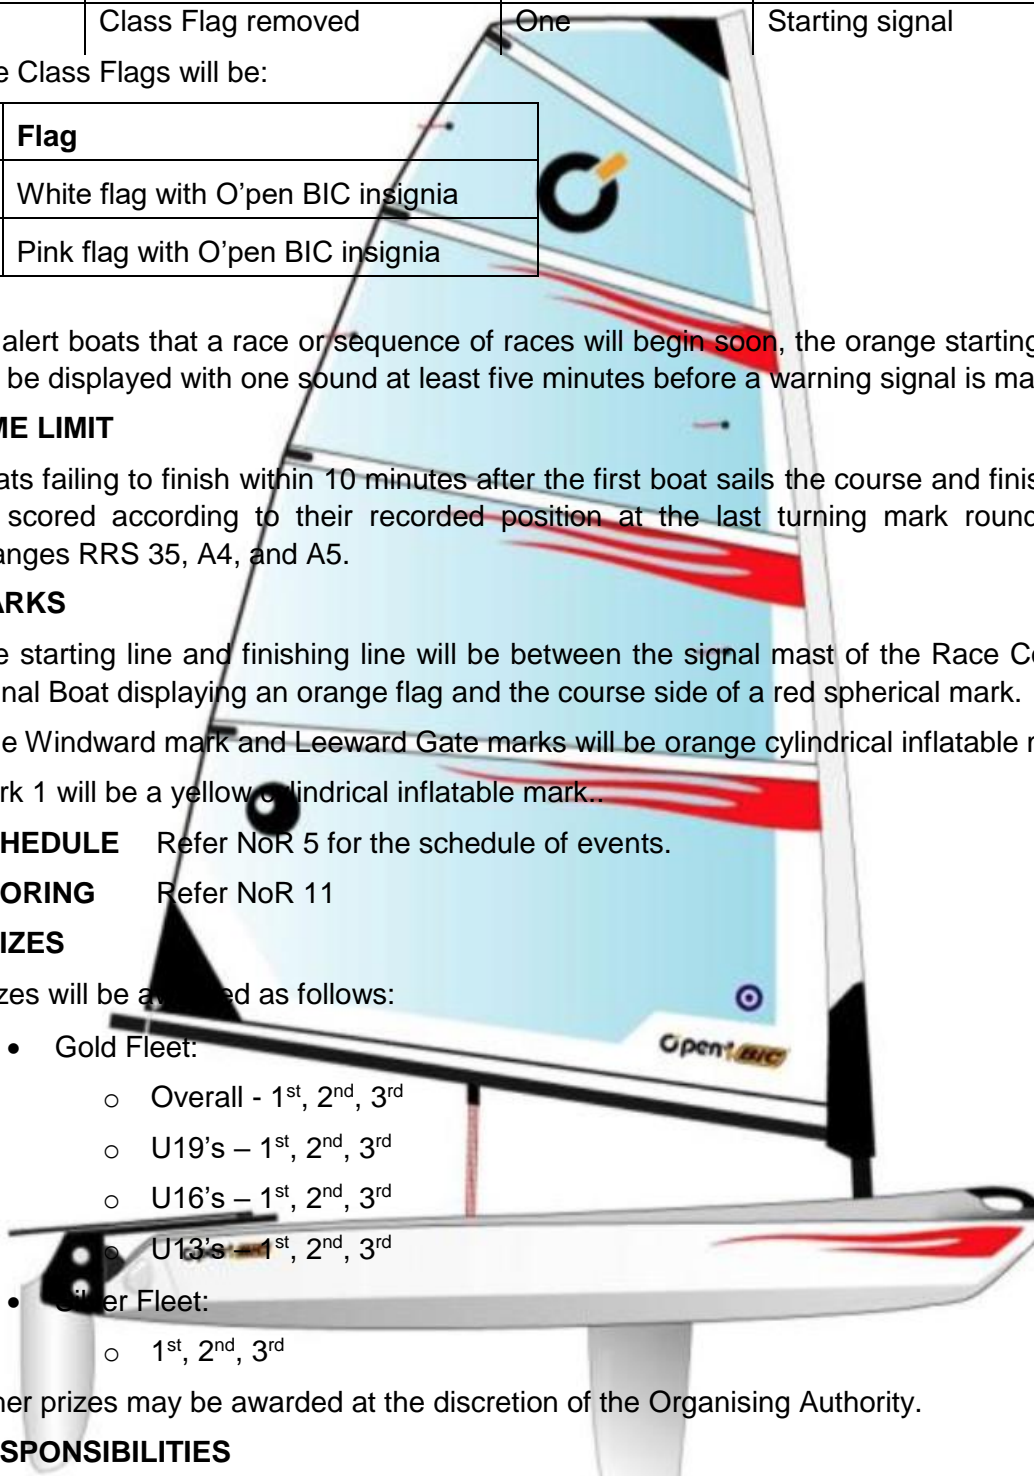 Class Flag removed One Starting signal
e Class Flags will be:
Flag
White flag with O'pen BIC insignia
Pink flag with O'pen BIC insignia
alert boats that a race or sequence of races will begin soon, the orange starting
be displayed with one sound at least five minutes before a warning signal is ma
ME LIMIT
ats failing to finish within 10 minutes after the first boat sails the course and finis
scored according to their recorded position at the last turning mark round
anges RRS 35, A4, and A5.
ARKS
e starting line and finishing line will be between the signal mast of the Race Co
nal Boat displaying an orange flag and the course side of a red spherical mark.
e Windward mark and Leeward Gate marks will be orange cylindrical inflatable m
rk 1 will be a yellow cylindrical inflatable mark..
HEDULE Refer NoR 5 for the schedule of events.
ORING Refer NoR 11
IZES
zes will be awarded as follows:
O'pen BIC
• Gold Fleet:
o Overall - 1st, 2nd, 3rd
o U19's – 1st, 2nd, 3rd
o U16's – 1st, 2nd, 3rd
o U13's – 1st, 2nd, 3rd
• Silver Fleet:
o 1st, 2nd, 3rd
her prizes may be awarded at the discretion of the Organising Authority.
SPONSIBILITIES